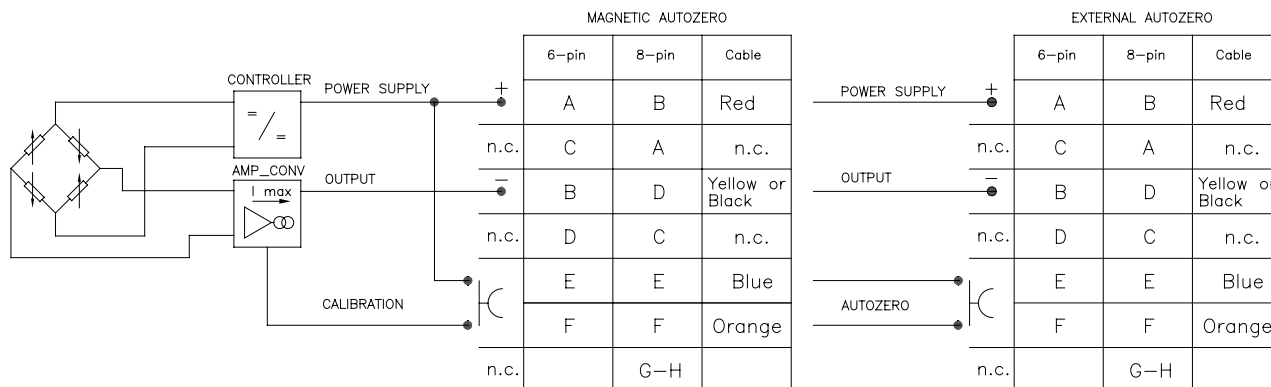 MAGNETIC AUTOZERO
6-pin 8-pin Cable
CONTROLLER
= / =
POWER SUPPLY + A B Red
n.c. C A n.c.
AMP_CONV
I max
OUTPUT − B D Yellow or Black
n.c. D C n.c.
E E Blue
CALIBRATION F F Orange
n.c. G-H
EXTERNAL AUTOZERO
6-pin 8-pin Cable
POWER SUPPLY + A B Red
n.c. C A n.c.
OUTPUT − B D Yellow or Black
n.c. D C n.c.
E E Blue
AUTOZERO F F Orange
n.c. G-H